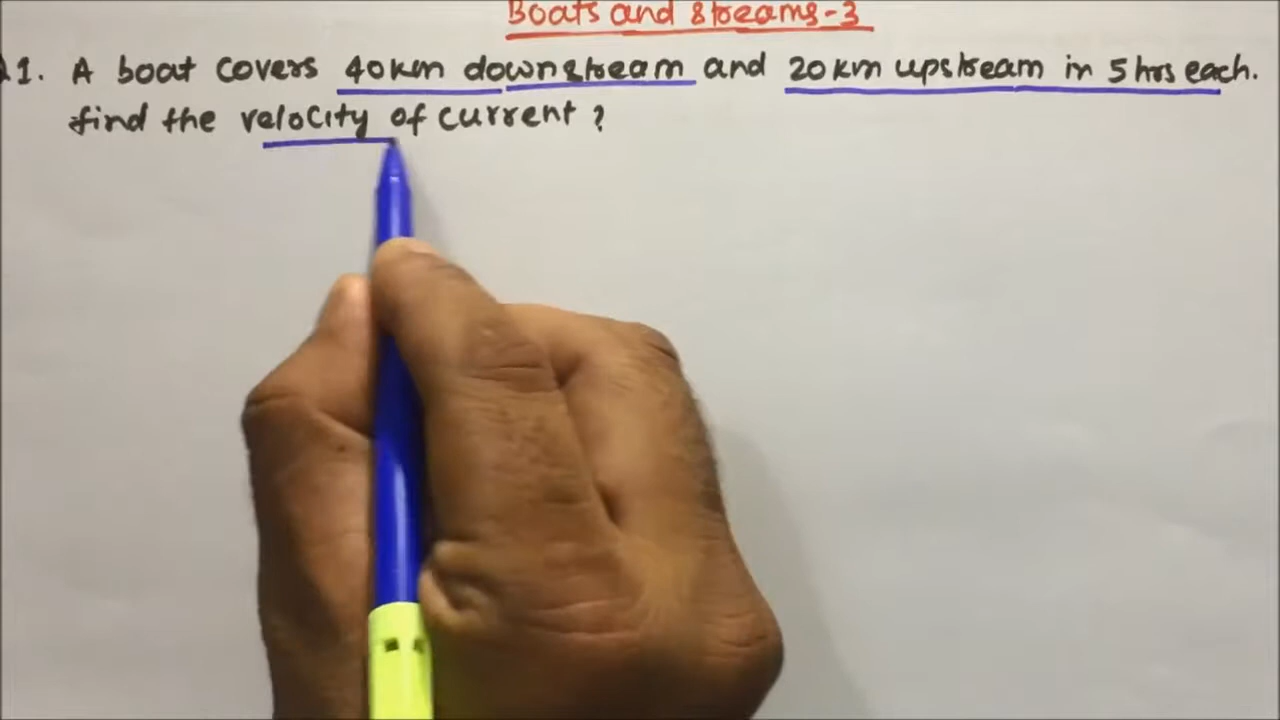 Boats and streams-3
1. A boat covers 40km downstream and 20km upstream in 5hrs each.
find the velocity of current ?